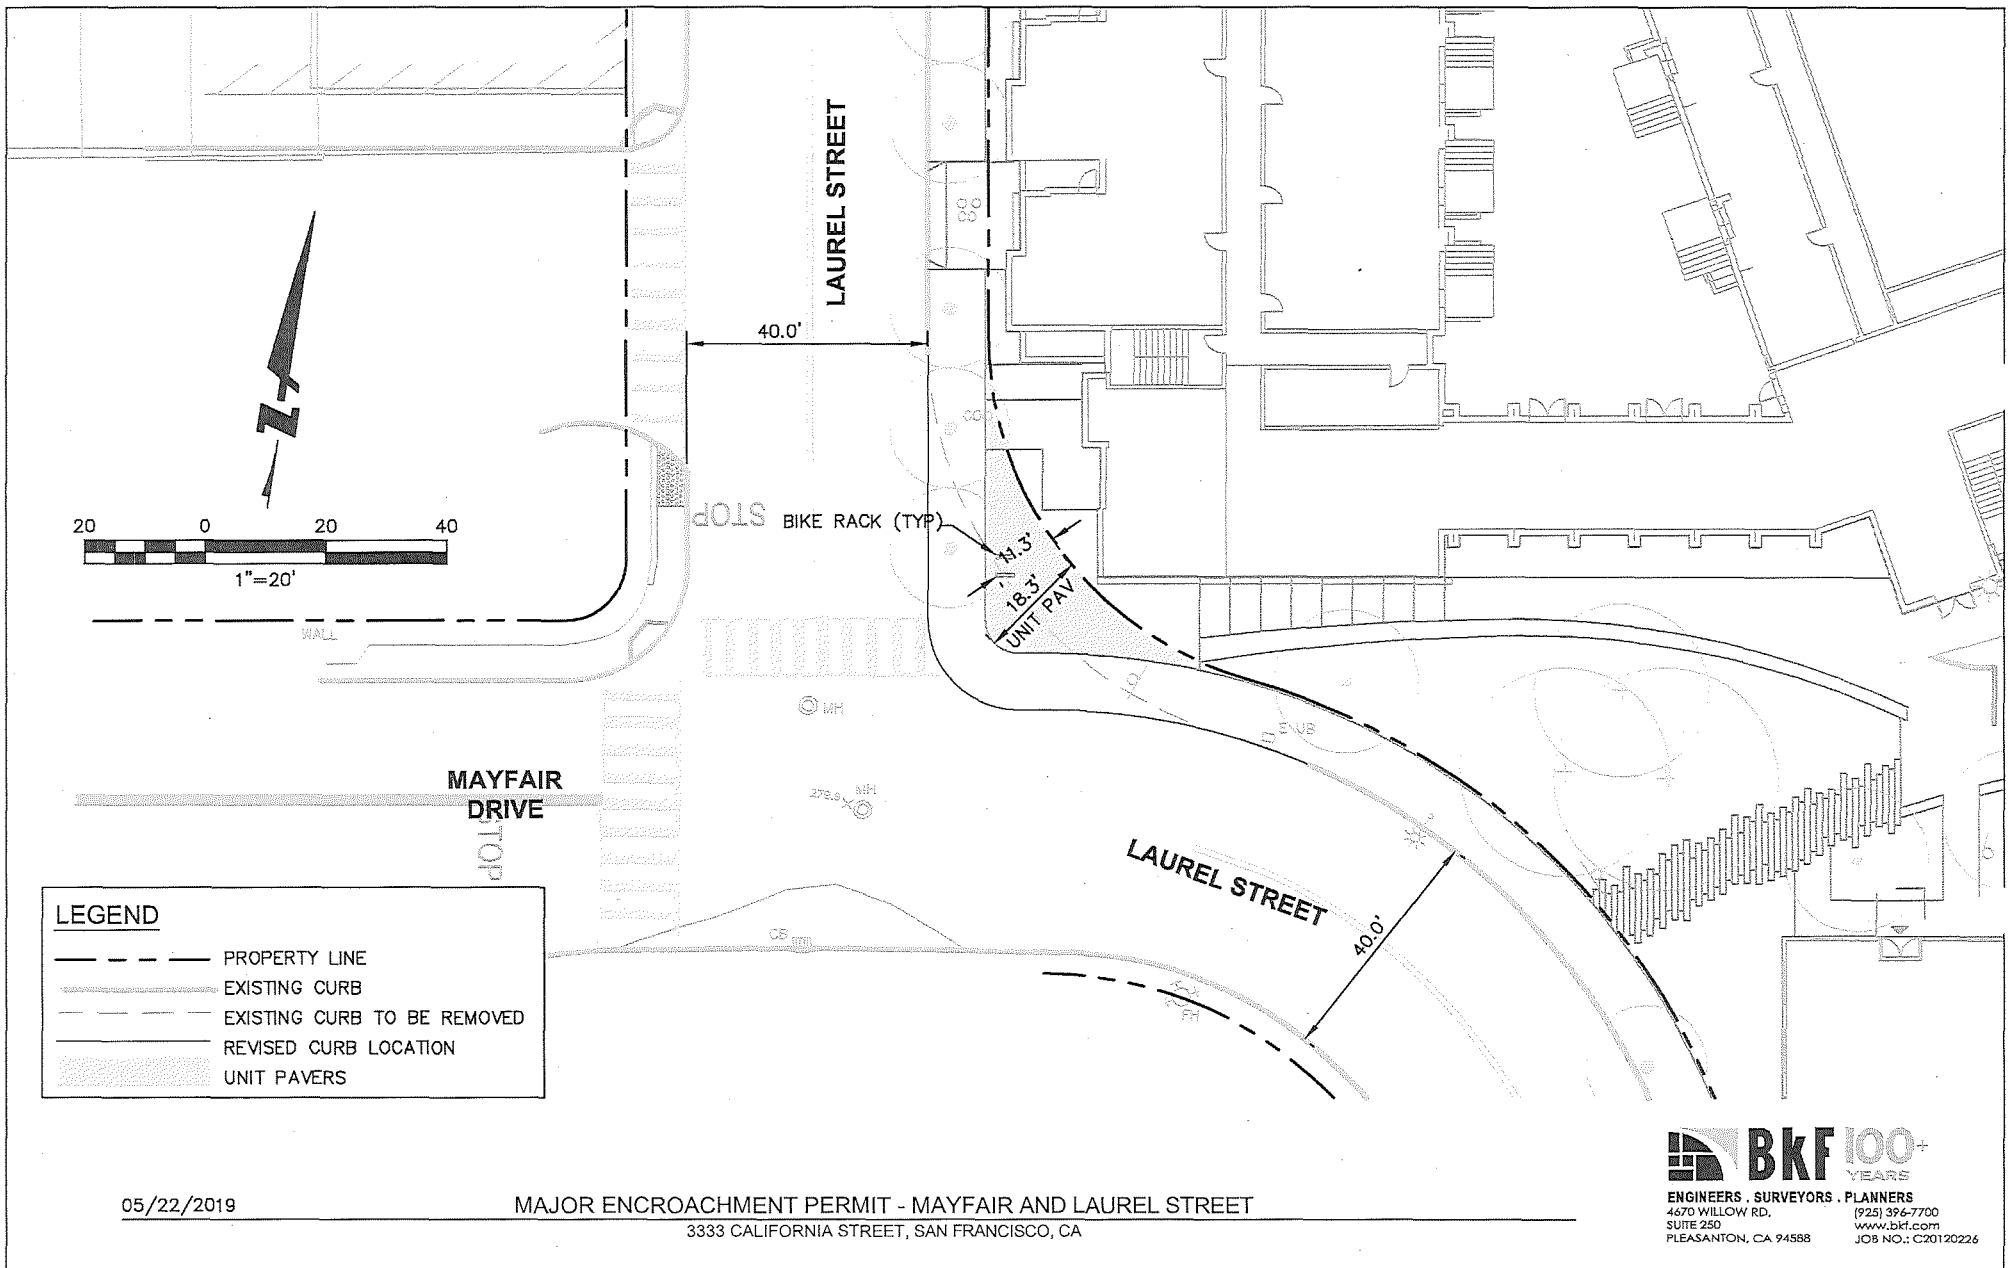 LAUREL STREET
40.0'
STOP
BIKE RACK (TYP)
11.3'
18.3'
UNIT PAV
20 0 20 40
1"=20'
N
WALL
MH
MAYFAIR
DRIVE
STOP
279.9
MH
LAUREL STREET
40.0'
CB
FH
LEGEND
PROPERTY LINE
EXISTING CURB
EXISTING CURB TO BE REMOVED
REVISED CURB LOCATION
UNIT PAVERS
05/22/2019
MAJOR ENCROACHMENT PERMIT - MAYFAIR AND LAUREL STREET
3333 CALIFORNIA STREET, SAN FRANCISCO, CA
BKF 100+
YEARS
ENGINEERS . SURVEYORS . PLANNERS
4670 WILLOW RD, (925) 396-7700
SUITE 250 www.bkf.com
PLEASANTON, CA 94588 JOB NO.: C20120226